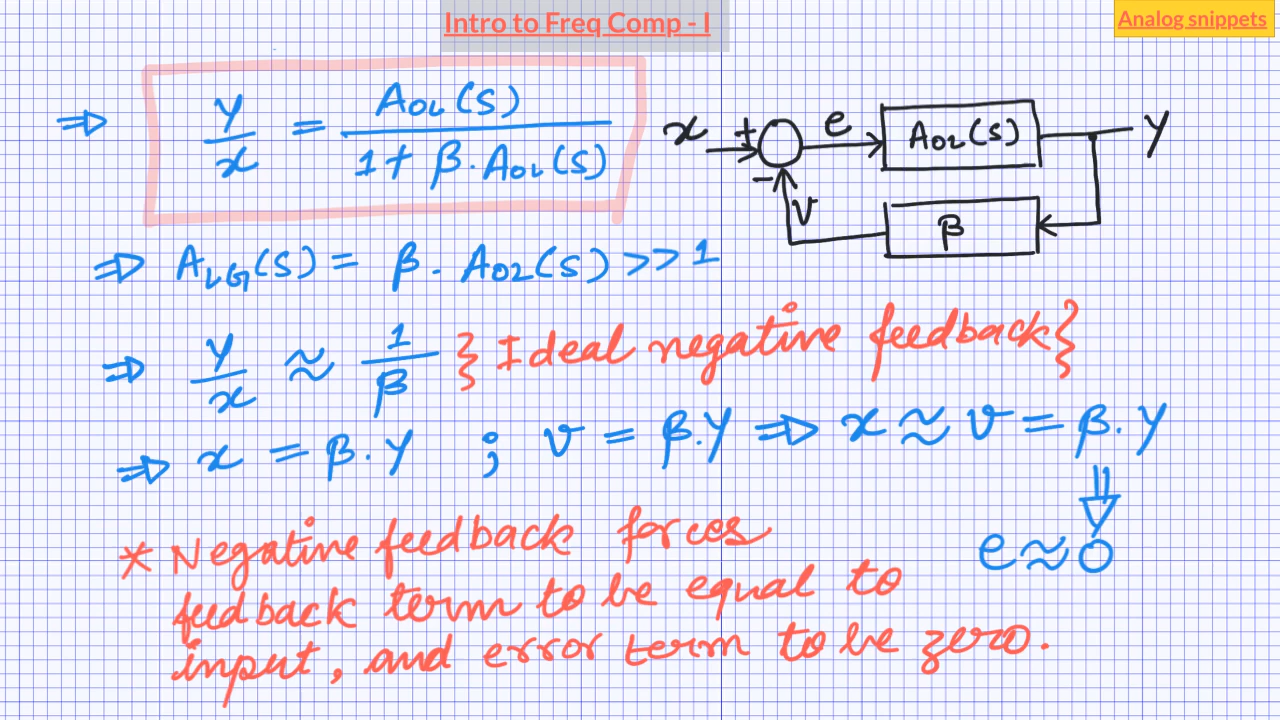 Intro to Freq Comp - I
Analog snippets
⇒ y/x = A_OL(s) / (1 + β.A_OL(s))
x + e A_OL(s) y
- v β
⇒ A_LG(s) = β . A_OL(s) >> 1
⇒ y/x ≈ 1/β } Ideal negative feedback }
⇒ x = β.y ; v = β.y ⇒ x ≈ v = β.y
⇓
e ≈ 0
* Negative feedback forces
feedback term to be equal to
input, and error term to be zero.